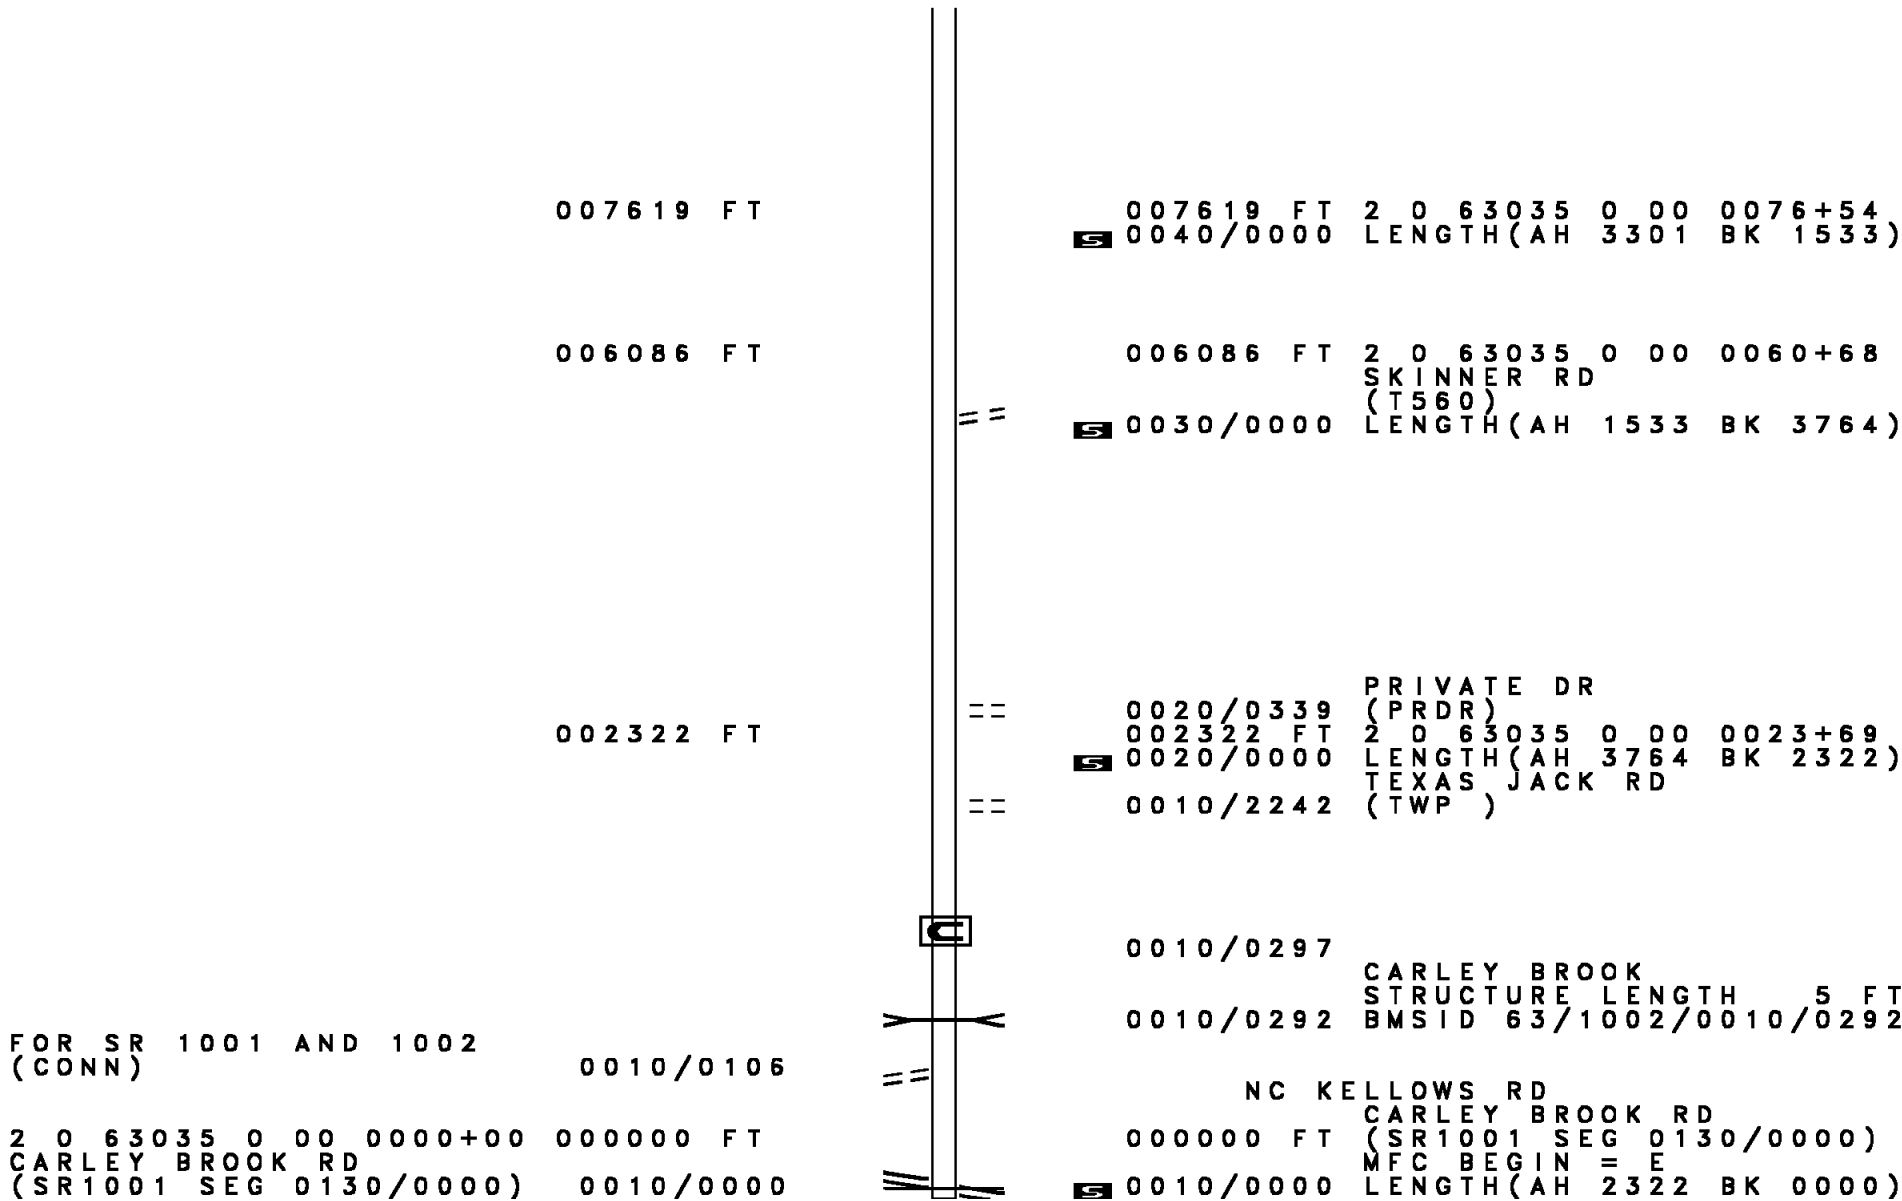 007619 FT 007619 FT 2 0 63035 0 00 0076+54
S 0040/0000 LENGTH(AH 3301 BK 1533)
006086 FT 006086 FT 2 0 63035 0 00 0060+68
SKINNER RD
(T560)
S 0030/0000 LENGTH(AH 1533 BK 3764)
PRIVATE DR
0020/0339 (PRDR)
002322 FT 002322 FT 2 0 63035 0 00 0023+69
S 0020/0000 LENGTH(AH 3764 BK 2322)
TEXAS JACK RD
0010/2242 (TWP )
C
0010/0297
CARLEY BROOK
STRUCTURE LENGTH 5 FT
0010/0292 BMSID 63/1002/0010/0292
FOR SR 1001 AND 1002
(CONN) 0010/0106
NC KELLOWS RD
CARLEY BROOK RD
2 0 63035 0 00 0000+00 000000 FT 000000 FT (SR1001 SEG 0130/0000)
CARLEY BROOK RD MFC BEGIN = E
(SR1001 SEG 0130/0000) 0010/0000 S 0010/0000 LENGTH(AH 2322 BK 0000)